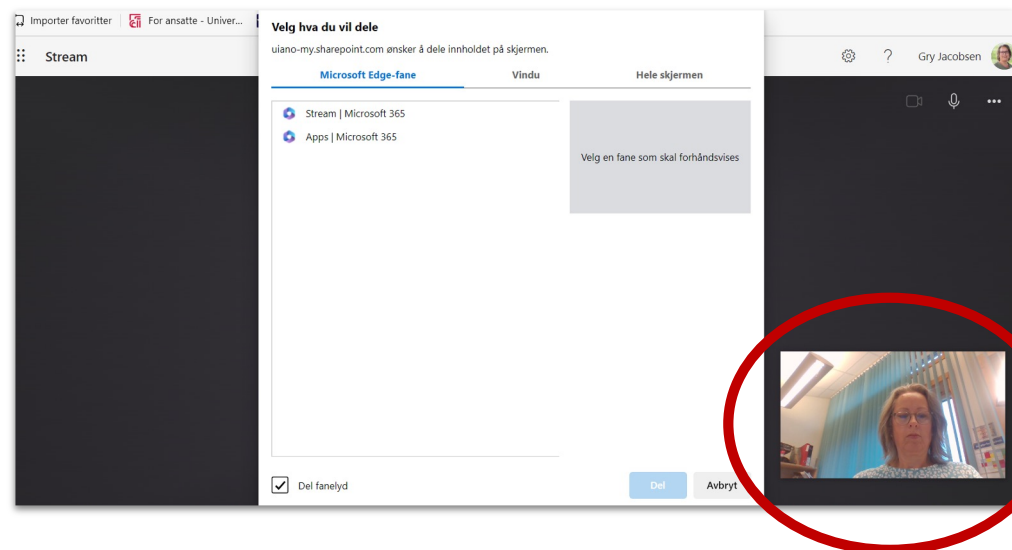 Importer favoritter
For ansatte - Univer...
Stream
Gry Jacobsen
Velg hva du vil dele
uiano-my.sharepoint.com ønsker å dele innholdet på skjermen.
Microsoft Edge-fane Vindu Hele skjermen
Stream | Microsoft 365
Apps | Microsoft 365
Velg en fane som skal forhåndsvises
Del fanelyd
Del Avbryt